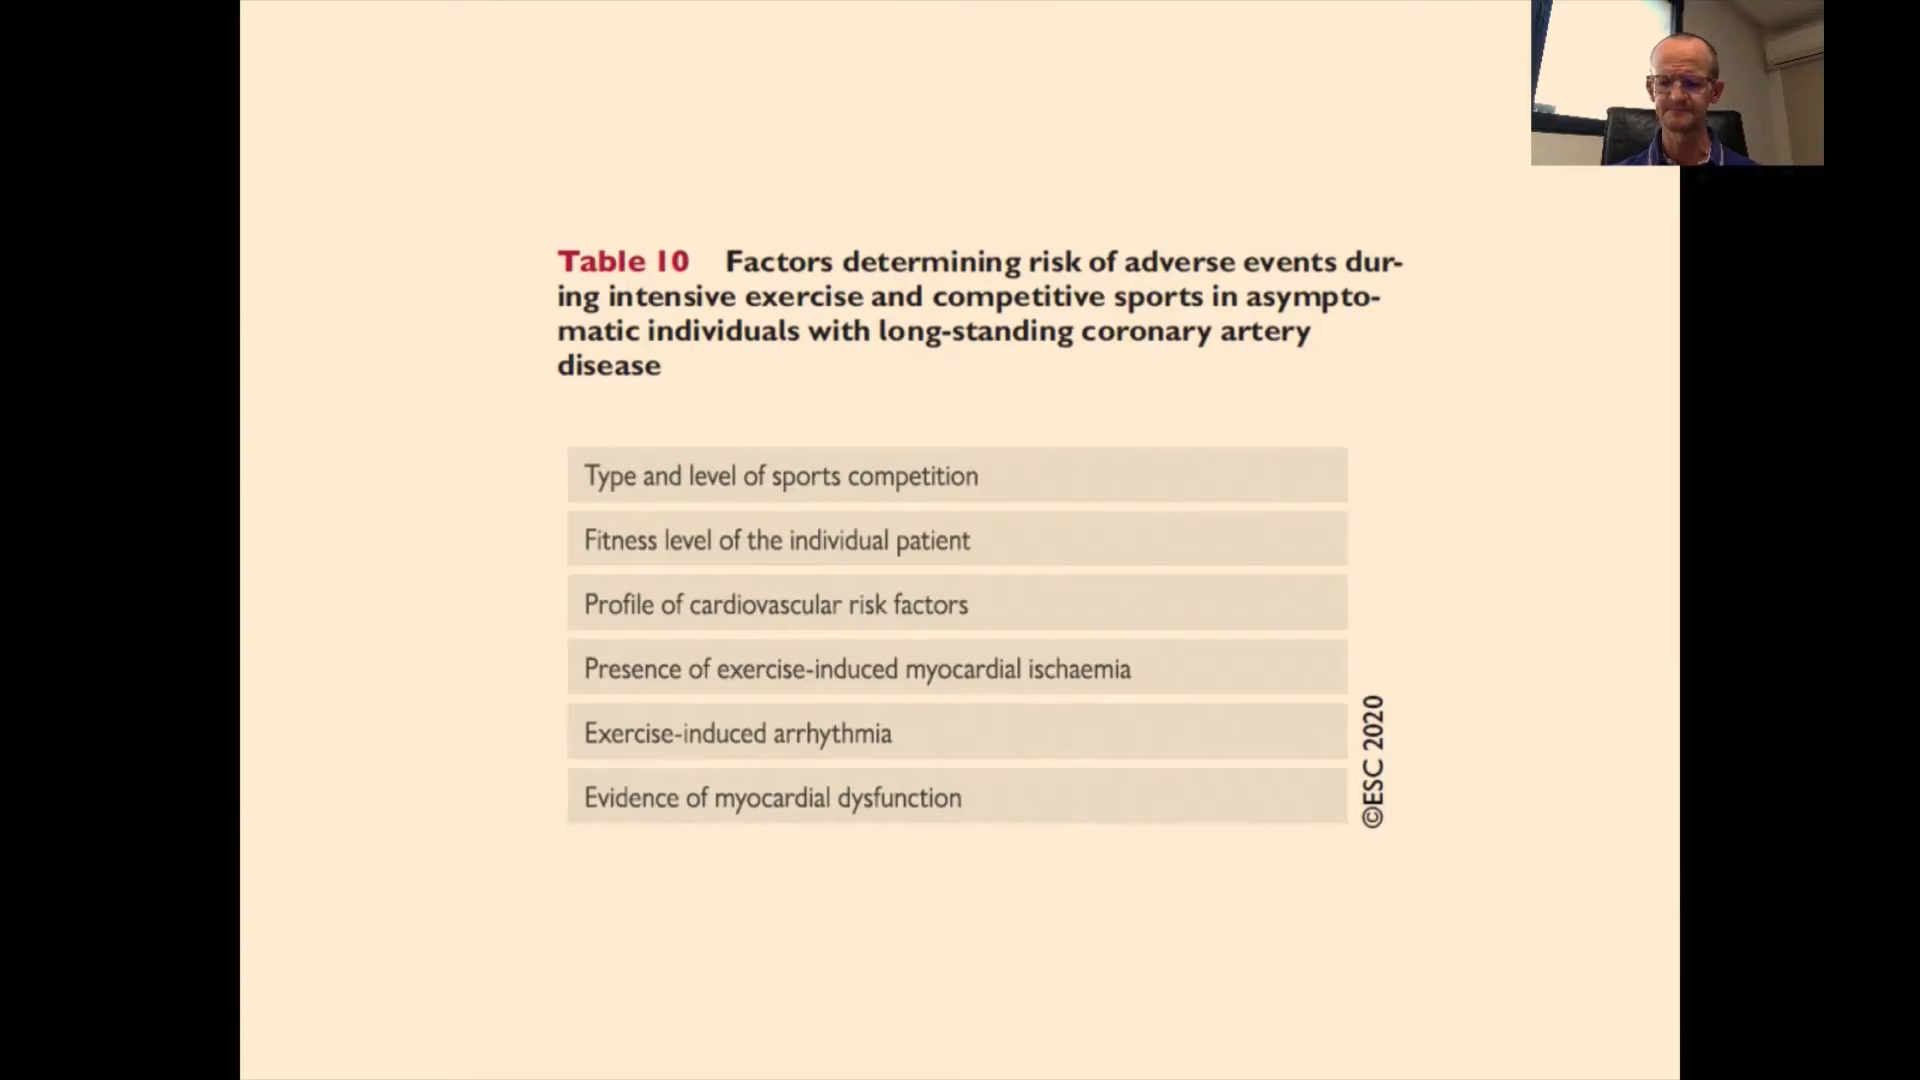 Table 10 Factors determining risk of adverse events dur-
ing intensive exercise and competitive sports in asympto-
matic individuals with long-standing coronary artery
disease
Type and level of sports competition
Fitness level of the individual patient
Profile of cardiovascular risk factors
Presence of exercise-induced myocardial ischaemia
Exercise-induced arrhythmia
Evidence of myocardial dysfunction
©ESC 2020